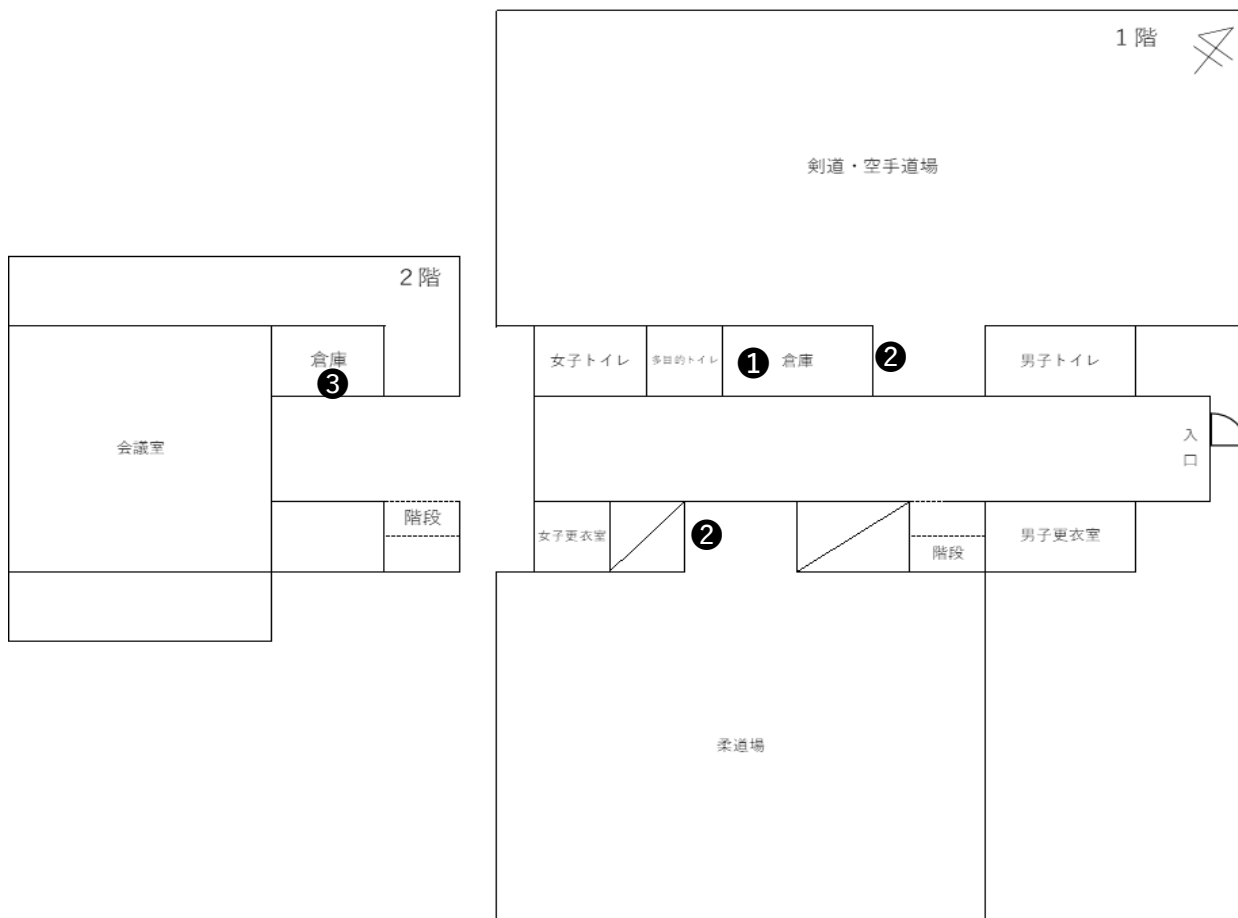 1階
剣道・空手道場
2階
倉庫
❸
会議室
階段
女子トイレ
多目的トイレ
❶
倉庫
❷
男子トイレ
入口
女子更衣室
❷
階段
男子更衣室
柔道場